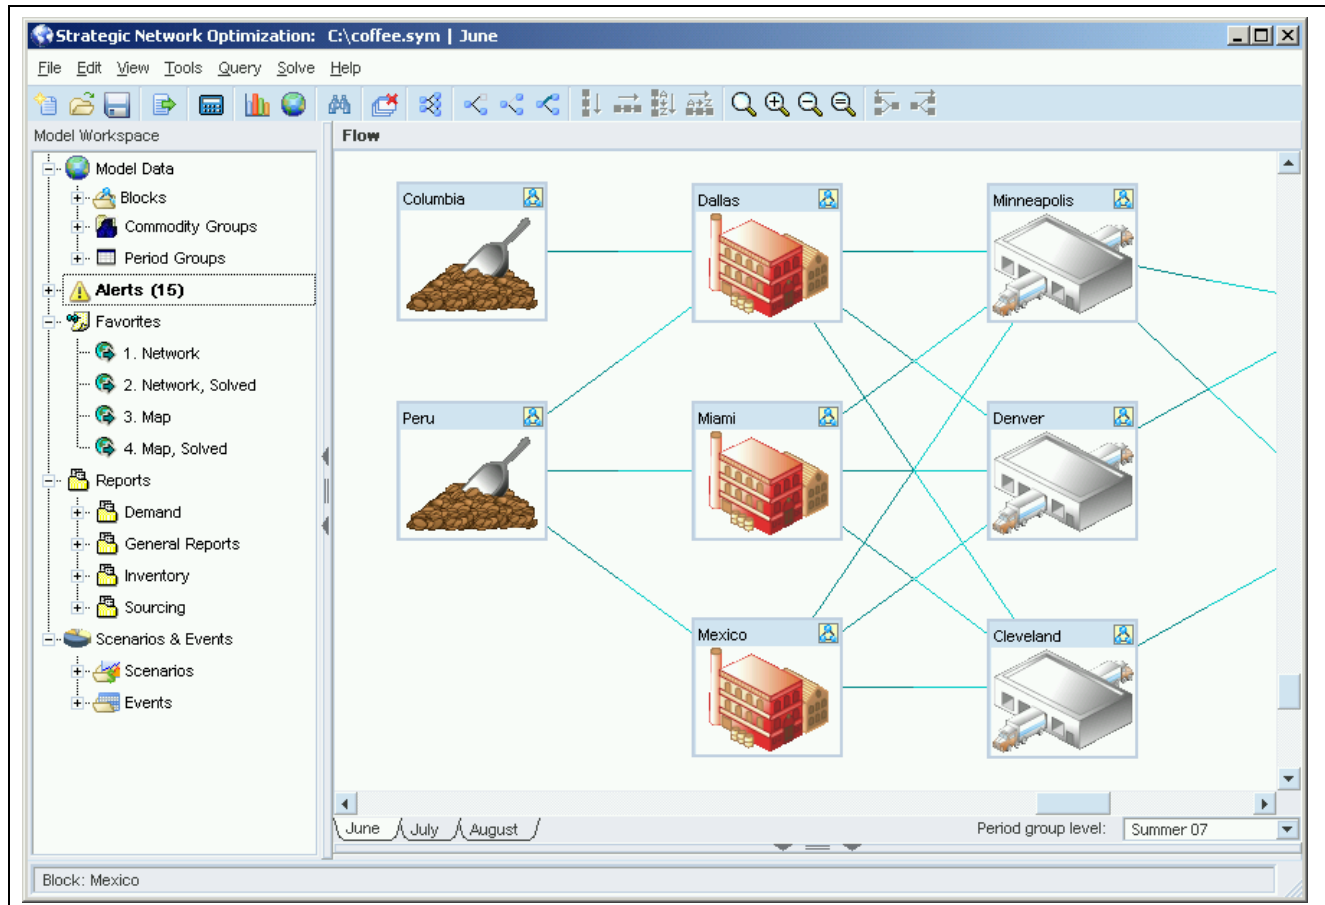 Strategic Network Optimization: C:\coffee.sym | June
File Edit View Tools Query Solve Help
Model Workspace
Flow
Model Data
Blocks
Commodity Groups
Period Groups
Alerts (15)
Favorites
1. Network
2. Network, Solved
3. Map
4. Map, Solved
Reports
Demand
General Reports
Inventory
Sourcing
Scenarios & Events
Scenarios
Events
Columbia
Dallas
Minneapolis
Peru
Miami
Denver
Mexico
Cleveland
June July August
Period group level: Summer 07
Block: Mexico